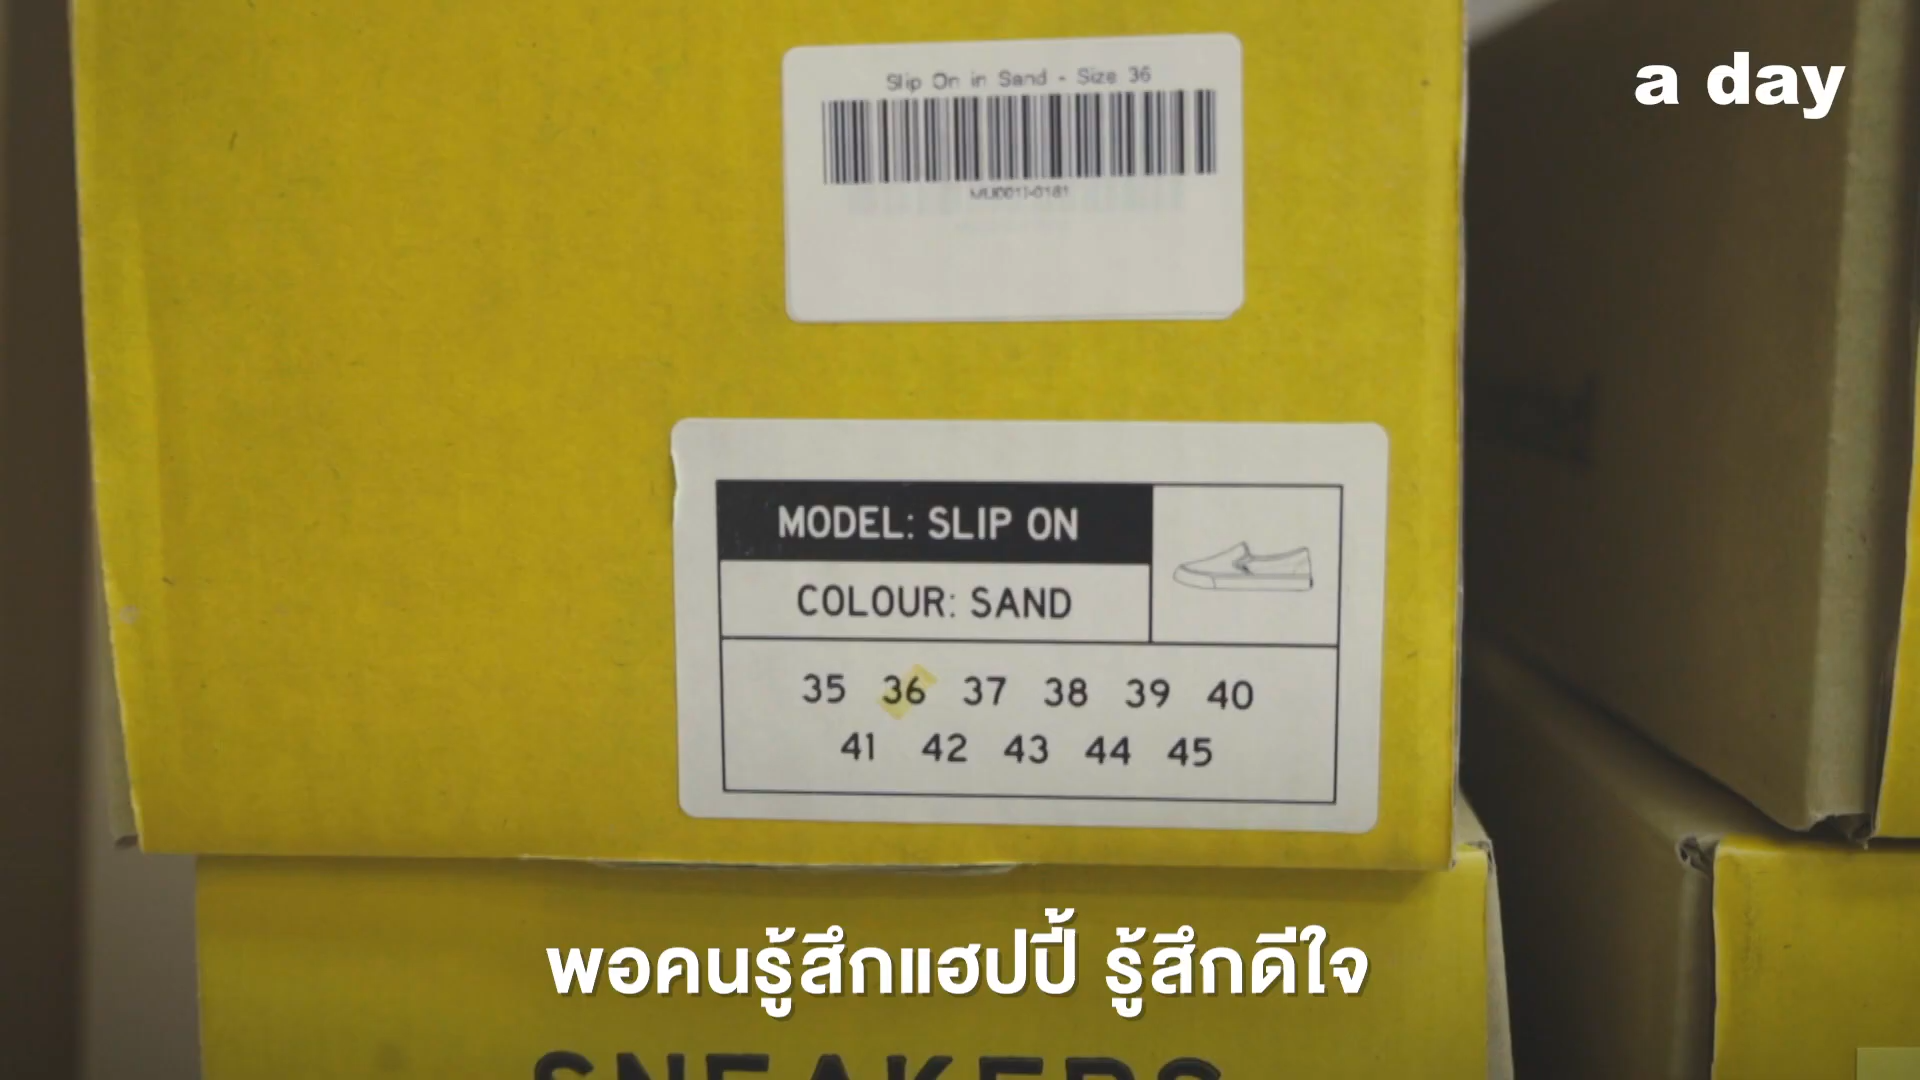 a day
Slip On in Sand - Size 36
MODEL: SLIP ON
COLOUR: SAND
35 36 37 38 39 40
41 42 43 44 45
พอคนรู้สึกแฮปปี้ รู้สึกดีใจ
SNEAKERS